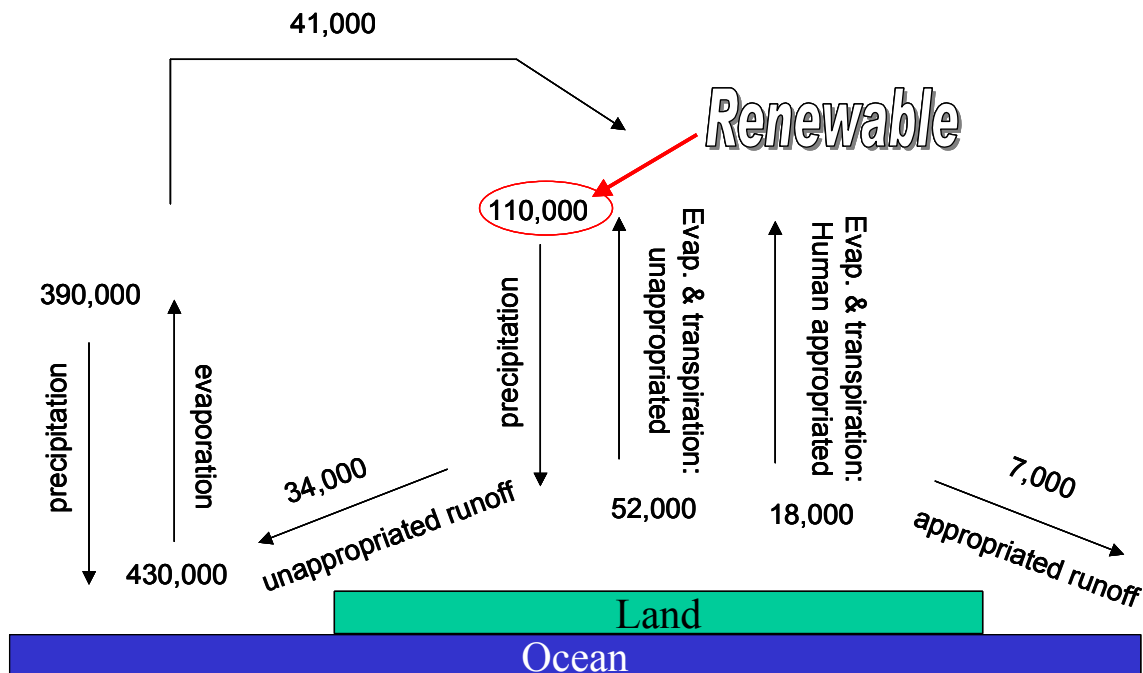 41,000
Renewable
110,000
390,000
precipitation
evaporation
430,000
34,000
unappropriated runoff
precipitation
Evap. & transpiration:
unappropriated
52,000
Evap. & transpiration:
Human appropriated
18,000
7,000
appropriated runoff
Land
Ocean